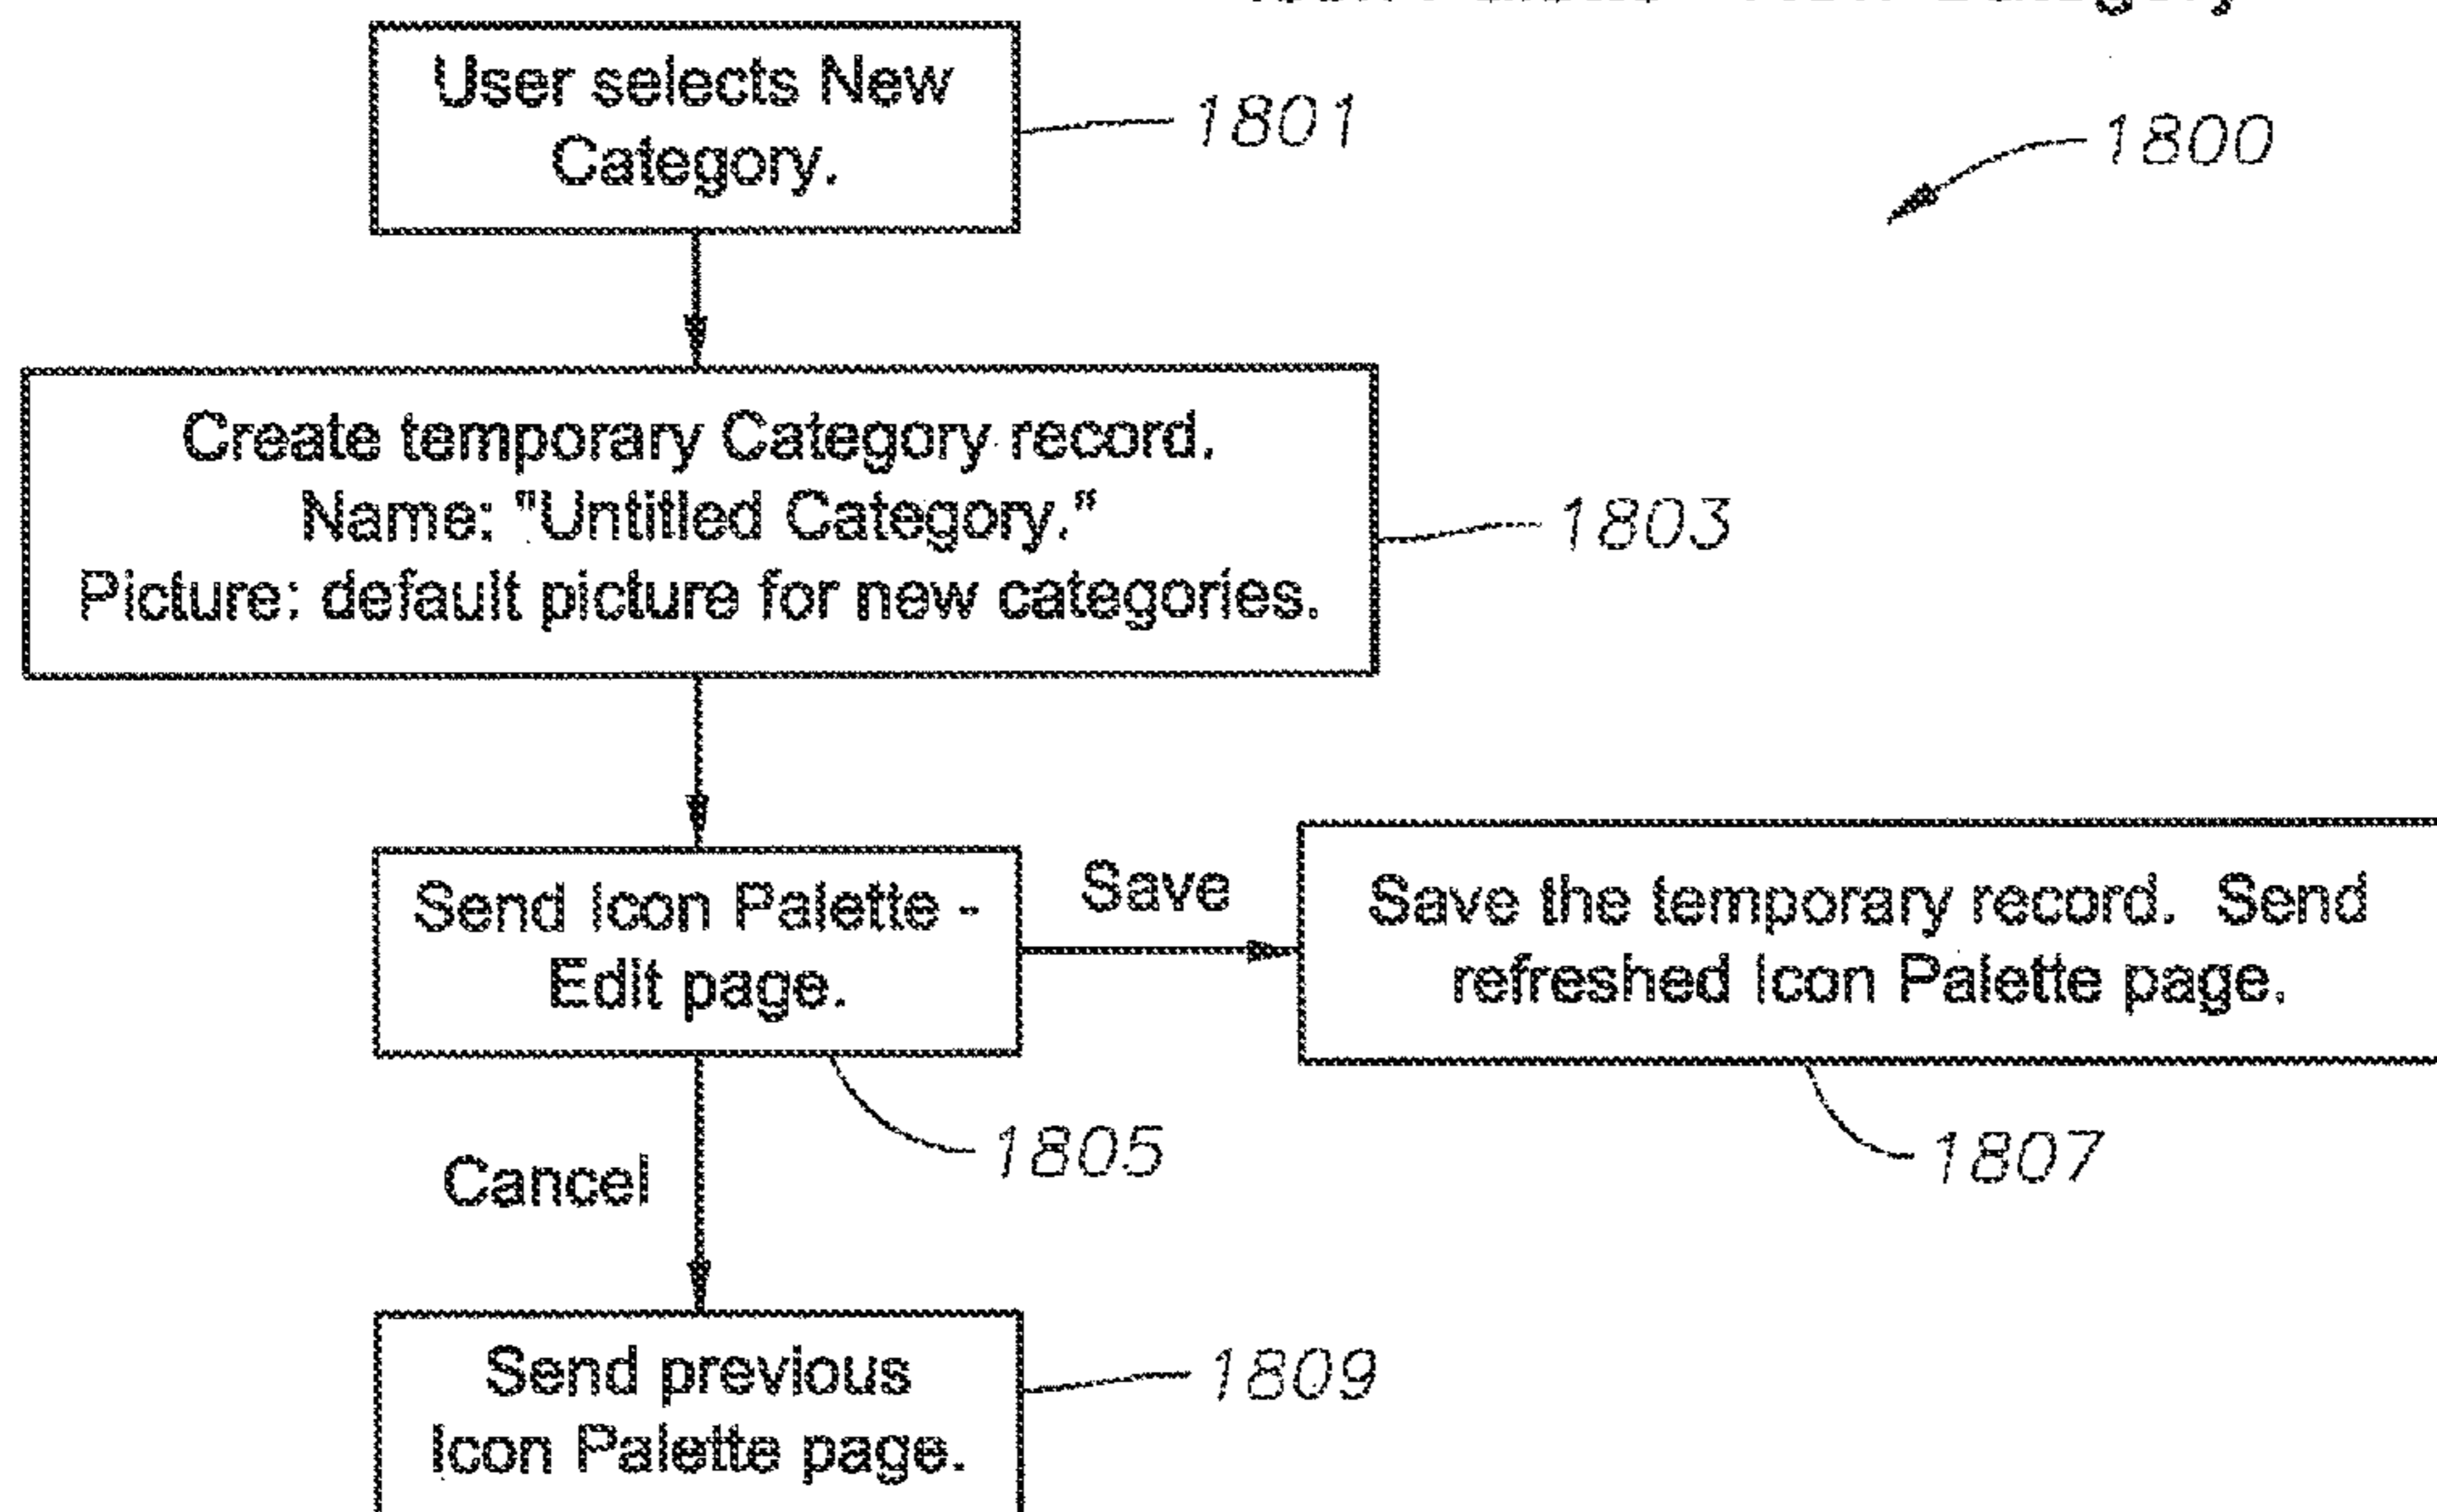 Category
User selects New
Category.
1801
1800
Create temporary Category record.
Name: "Untitled Category."
Picture: default picture for new categories.
1803
Send Icon Palette -
Edit page.
Save
Save the temporary record. Send
refreshed Icon Palette page.
1805
1807
Cancel
Send previous
Icon Palette page.
1809